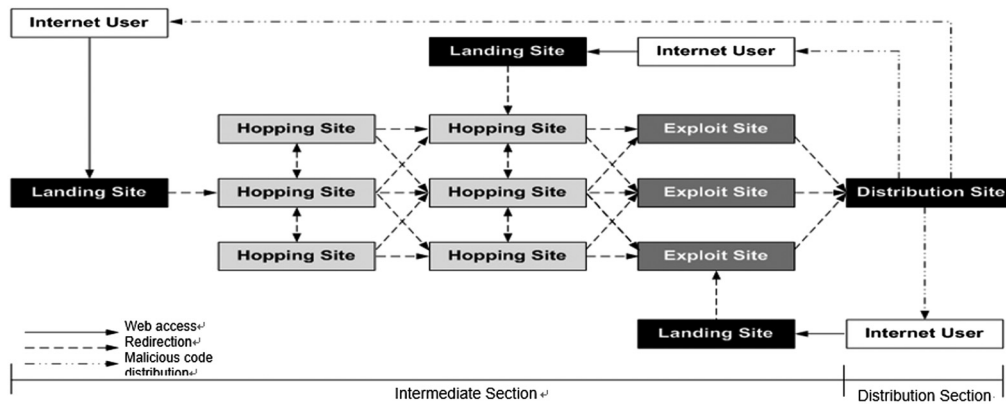 Internet User
Landing Site
Internet User
Hopping Site
Hopping Site
Exploit Site
Landing Site
Hopping Site
Hopping Site
Exploit Site
Distribution Site
Hopping Site
Hopping Site
Exploit Site
Landing Site
Internet User
Web access
Redirection
Malicious code
distribution
Intermediate Section
Distribution Section